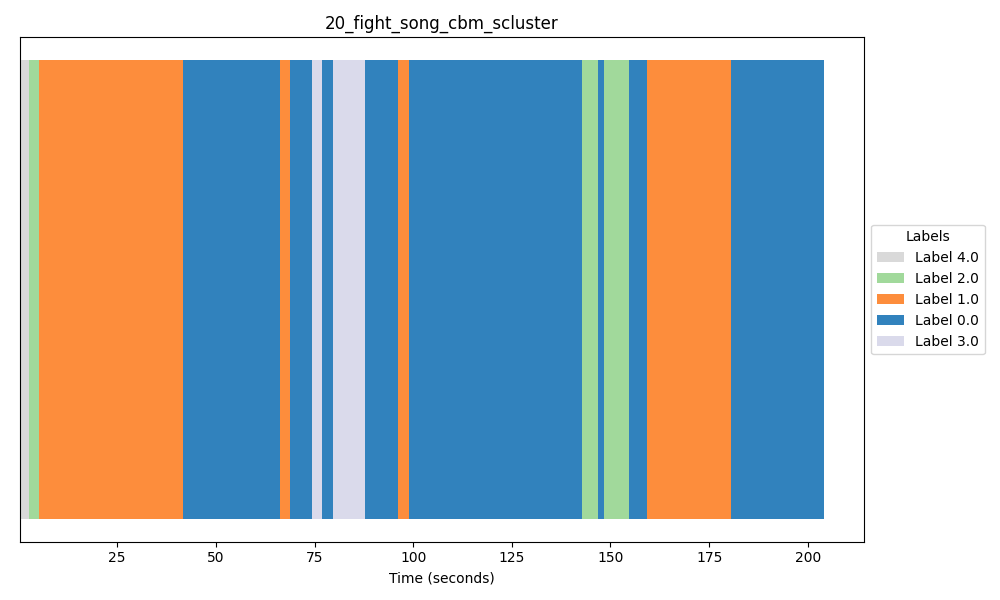 20_fight_song_cbm_scluster
Labels
Label 4.0
Label 2.0
Label 1.0
Label 0.0
Label 3.0
25 50 75 100 125 150 175 200
Time (seconds)